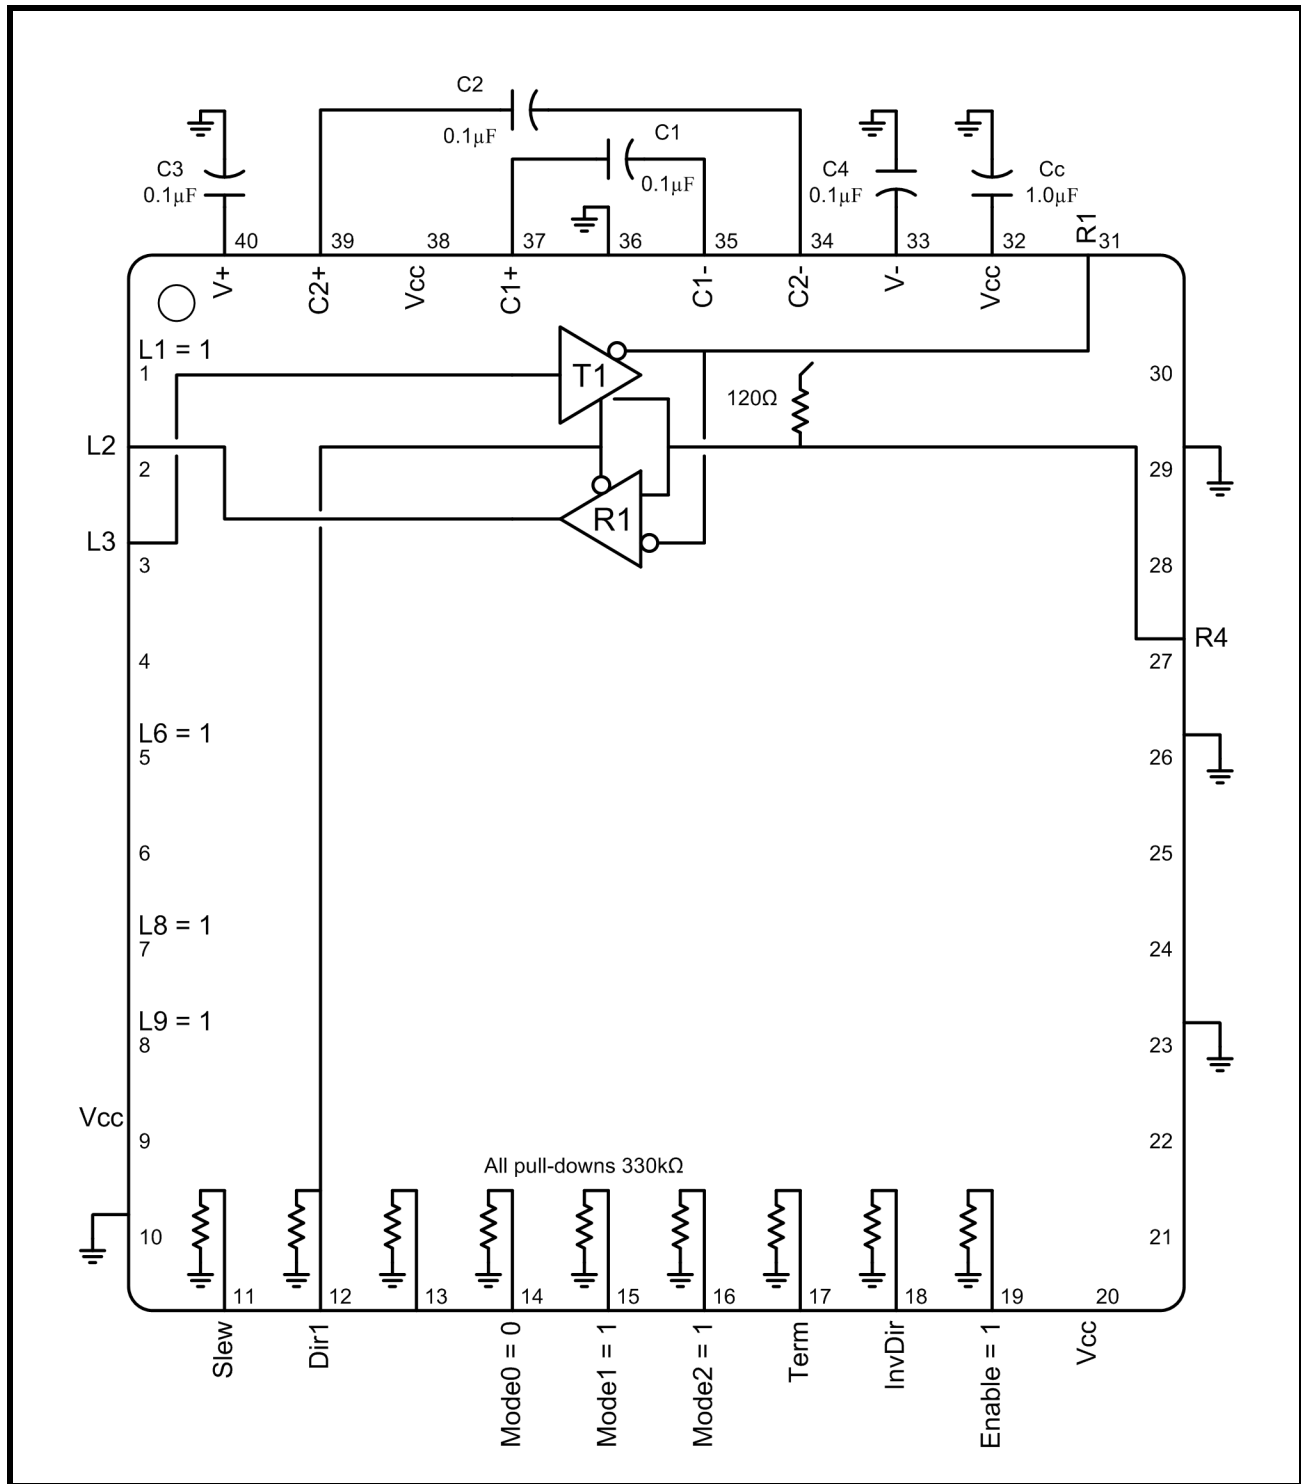 C2
0.1μF
C1
0.1μF
C3
0.1μF
C4
0.1μF
Cc
1.0μF
R1
40 39 38 37 36 35 34 33 32 31
V+ C2+ Vcc C1+ C1- C2- V- Vcc
L1 = 1
1
T1
120Ω
30
L2
2
29
R1
L3
3
28
R4
4
27
L6 = 1
5
26
6
25
L8 = 1
7
24
L9 = 1
8
23
Vcc
9
22
All pull-downs 330kΩ
10
21
11 12 13 14 15 16 17 18 19 20
Slew
Dir1
Mode0 = 0
Mode1 = 1
Mode2 = 1
Term
InvDir
Enable = 1
Vcc